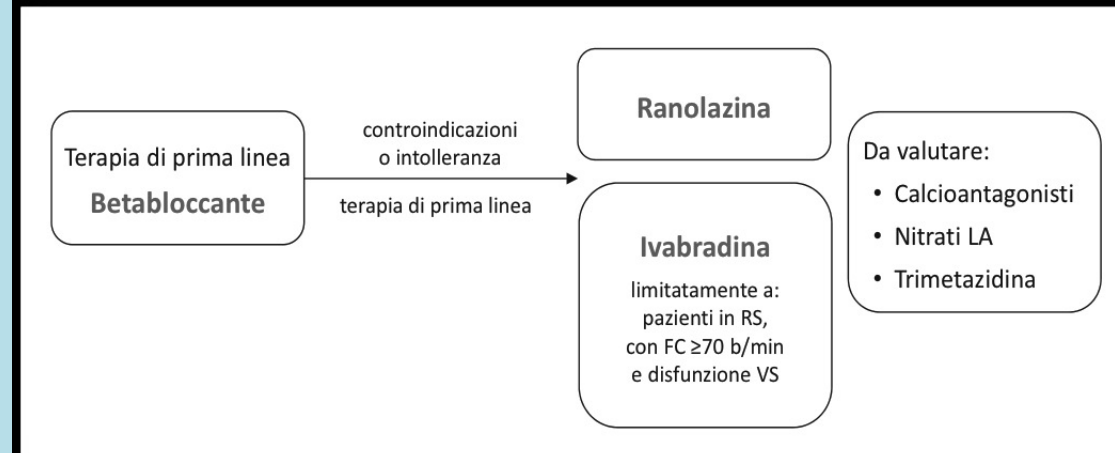 Terapia di prima linea
Betabloccante
controindicazioni
o intolleranza
terapia di prima linea
Ranolazina
Ivabradina
limitatamente a:
pazienti in RS,
con FC ≥70 b/min
e disfunzione VS
Da valutare:
• Calcioantagonisti
• Nitrati LA
• Trimetazidina